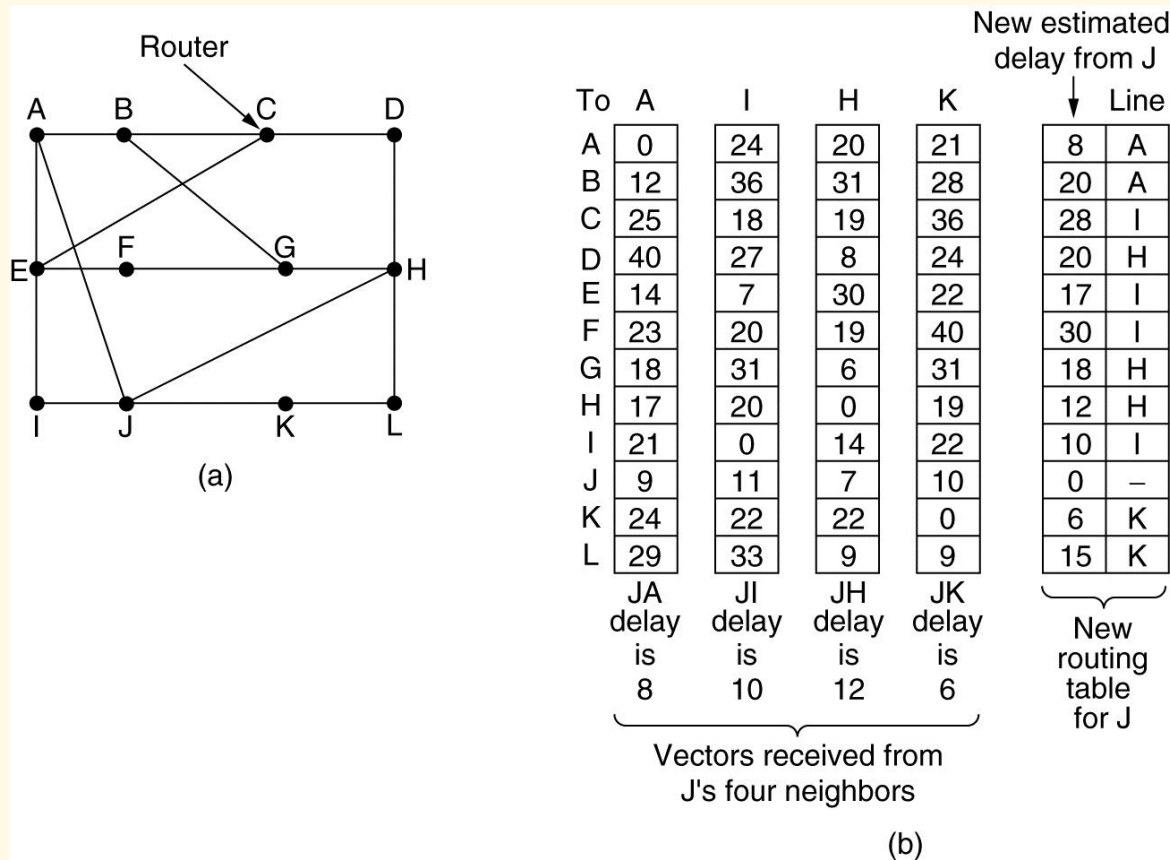 Router
A B C D
E F G H
I J K L
(a)
New estimated
delay from J
To A I H K Line
A 0 24 20 21 8 A
B 12 36 31 28 20 A
C 25 18 19 36 28 I
D 40 27 8 24 20 H
E 14 7 30 22 17 I
F 23 20 19 40 30 I
G 18 31 6 31 18 H
H 17 20 0 19 12 H
I 21 0 14 22 10 I
J 9 11 7 10 0 –
K 24 22 22 0 6 K
L 29 33 9 9 15 K
JA JI JH JK
delay delay delay delay
is is is is
8 10 12 6
New
routing
table
for J
Vectors received from
J's four neighbors
(b)